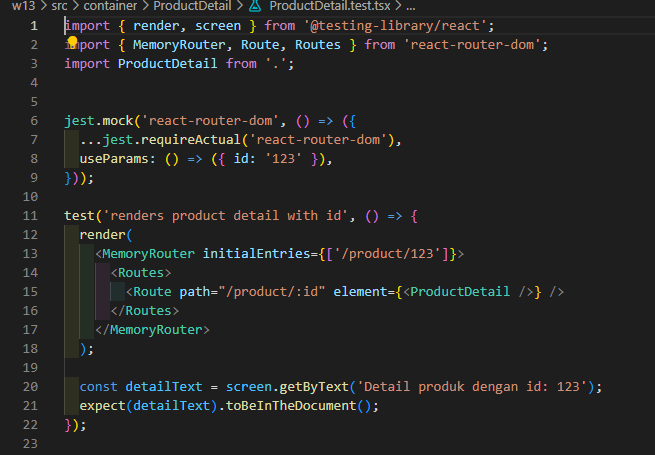 w13 > src > container > ProductDetail > ProductDetail.test.tsx > ...
1 import { render, screen } from '@testing-library/react';
2 import { MemoryRouter, Route, Routes } from 'react-router-dom';
3 import ProductDetail from '.';
4
5
6 jest.mock('react-router-dom', () => ({
7   ...jest.requireActual('react-router-dom'),
8   useParams: () => ({ id: '123' }),
9 }));
10
11 test('renders product detail with id', () => {
12   render(
13     <MemoryRouter initialEntries={['/product/123']}>
14       <Routes>
15         <Route path="/product/:id" element={<ProductDetail />} />
16       </Routes>
17     </MemoryRouter>
18   );
19
20   const detailText = screen.getByText('Detail produk dengan id: 123');
21   expect(detailText).toBeInTheDocument();
22 });
23